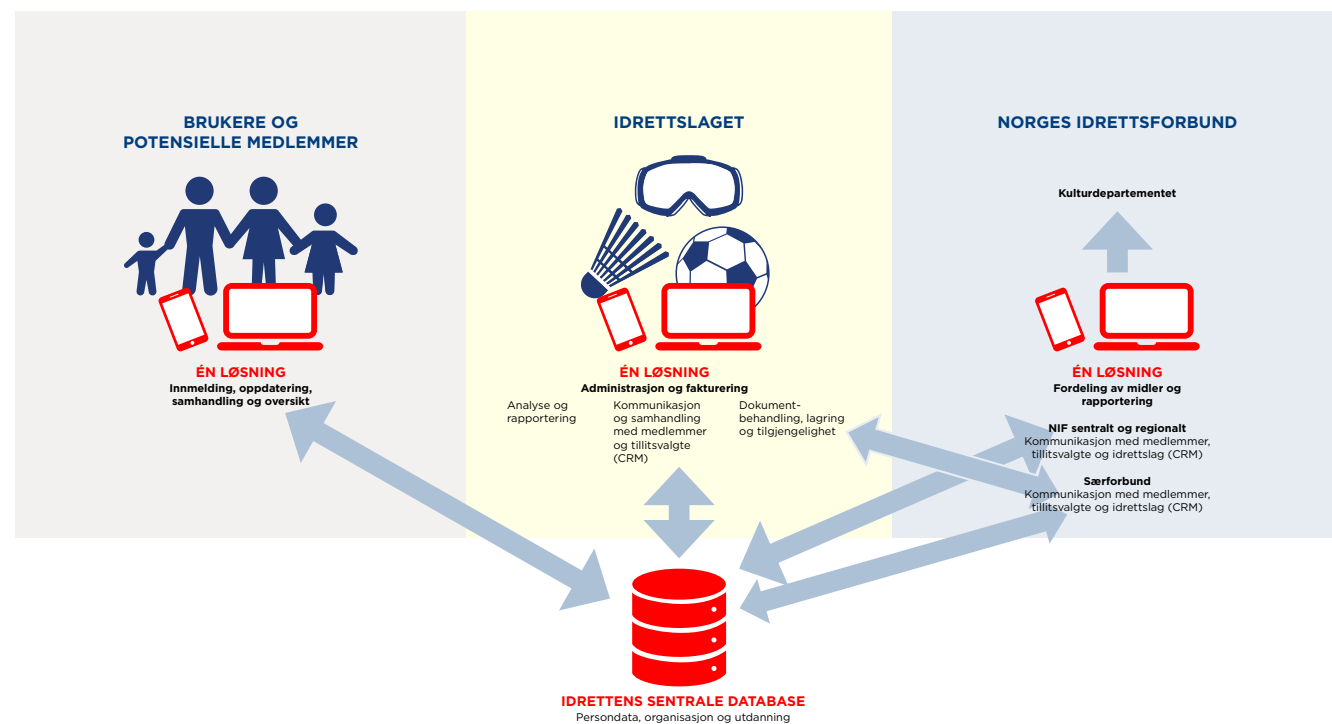 BRUKERE OG
POTENSIELLE MEDLEMMER
ÉN LØSNING
Innmelding, oppdatering,
samhandling og oversikt
IDRETTSLAGET
ÉN LØSNING
Administrasjon og fakturering
Analyse og
rapportering
Kommunikasjon
og samhandling
med medlemmer
og tillitsvalgte
(CRM)
Dokument-
behandling, lagring
og tilgjengelighet
NORGES IDRETTSFORBUND
Kulturdepartementet
ÉN LØSNING
Fordeling av midler og
rapportering
NIF sentralt og regionalt
Kommunikasjon med medlemmer,
tillitsvalgte og idrettslag (CRM)
Særforbund
Kommunikasjon med medlemmer,
tillitsvalgte og idrettslag (CRM)
IDRETTENS SENTRALE DATABASE
Persondata, organisasjon og utdanning